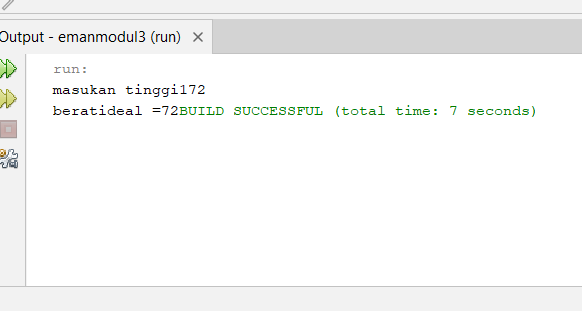 Output - emanmodul3 (run) ×
run:
masukan tinggi172
beratideal =72BUILD SUCCESSFUL (total time: 7 seconds)